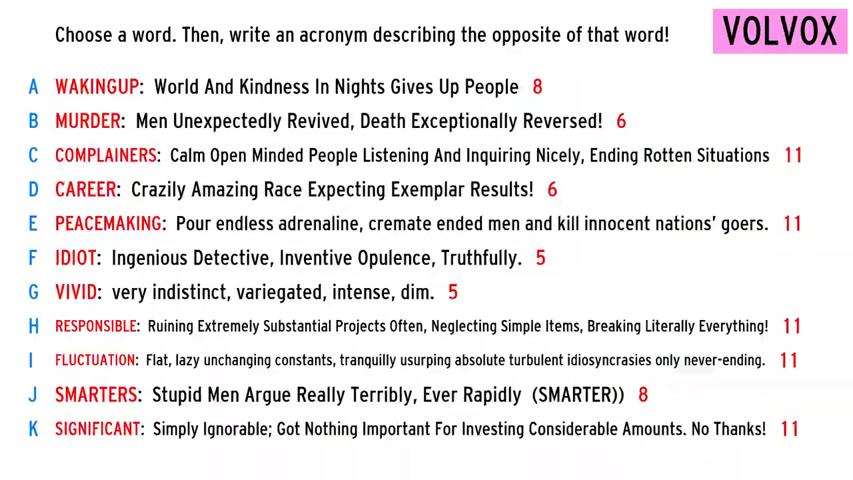 Choose a word. Then, write an acronym describing the opposite of that word!
VOLVOX
A WAKINGUP: World And Kindness In Nights Gives Up People 8
B MURDER: Men Unexpectedly Revived, Death Exceptionally Reversed! 6
C COMPLAINERS: Calm Open Minded People Listening And Inquiring Nicely, Ending Rotten Situations 11
D CAREER: Crazily Amazing Race Expecting Exemplar Results! 6
E PEACEMAKING: Pour endless adrenaline, cremate ended men and kill innocent nations' goers. 11
F IDIOT: Ingenious Detective, Inventive Opulence, Truthfully. 5
G VIVID: very indistinct, variegated, intense, dim. 5
H RESPONSIBLE: Ruining Extremely Substantial Projects Often, Neglecting Simple Items, Breaking Literally Everything! 11
I FLUCTUATION: Flat, lazy unchanging constants, tranquilly usurping absolute turbulent idiosyncrasies only never-ending. 11
J SMARTERS: Stupid Men Argue Really Terribly, Ever Rapidly (SMARTER)) 8
K SIGNIFICANT: Simply Ignorable; Got Nothing Important For Investing Considerable Amounts. No Thanks! 11